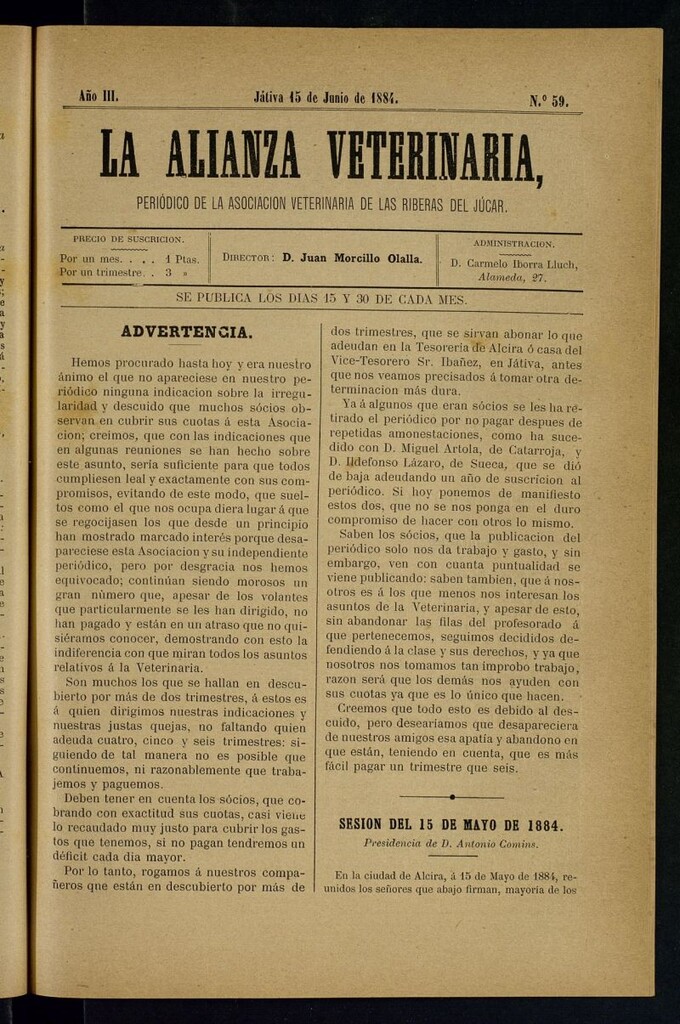 Año III.
Játiva 15 de Junio de 1884.
N.º 59.
LA ALIANZA VETERINARIA,
PERIÓDICO DE LA ASOCIACION VETERINARIA DE LAS RIBERAS DEL JÚCAR.
PRECIO DE SUSCRICION.
Por un mes. . . . 1 Ptas.
Por un trimestre. . 3 »
DIRECTOR: D. Juan Morcillo Olalla.
ADMINISTRACION.
D. Carmelo Iborra Lluch,
Alameda, 27.
SE PUBLICA LOS DIAS 15 Y 30 DE CADA MES.
ADVERTENCIA.
Hemos procurado hasta hoy y era nuestro
ánimo el que no apareciese en nuestro pe-
riódico ninguna indicacion sobre la irregu-
laridad y descuido que muchos sócios ob-
servan en cubrir sus cuotas á esta Asocia-
cion; creimos, que con las indicaciones que
en algunas reuniones se han hecho sobre
este asunto, sería suficiente para que todos
cumpliesen leal y exactamente con sus com-
promisos, evitando de este modo, que suel-
tos como el que nos ocupa diera lugar á que
se regocijasen los que desde un principio
han mostrado marcado interés porque desa-
pareciese esta Asociacion y su independiente
periódico, pero por desgracia nos hemos
equivocado; continúan siendo morosos un
gran número que, apesar de los volantes
que particularmente se les han dirigido, no
han pagado y están en un atraso que no qui-
siéramos conocer, demostrando con esto la
indiferencia con que miran todos los asuntos
relativos á la Veterinaria.
Son muchos los que se hallan en descu-
bierto por más de dos trimestres, á estos es
á quien dirigimos nuestras indicaciones y
nuestras justas quejas, no faltando quien
adeuda cuatro, cinco y seis trimestres: si-
guiendo de tal manera no es posible que
continuemos, ni razonablemente que traba-
jemos y paguemos.
Deben tener en cuenta los sócios, que co-
brando con exactitud sus cuotas, casi viene
lo recaudado muy justo para cubrir los gas-
tos que tenemos, si no pagan tendremos un
déficit cada dia mayor.
Por lo tanto, rogamos á nuestros compa-
ñeros que están en descubierto por más de
dos trimestres, que se sirvan abonar lo que
adeudan en la Tesorería de Alcira ó casa del
Vice-Tesorero Sr. Ibañez, en Játiva, antes
que nos veamos precisados á tomar otra de-
terminacion más dura.
Ya á algunos que eran sócios se les ha re-
tirado el periódico por no pagar despues de
repetidas amonestaciones, como ha suce-
dido con D. Miguel Artola, de Catarroja, y
D. Ildefonso Lázaro, de Sueca, que se dió
de baja adeudando un año de suscricion al
periódico. Si hoy ponemos de manifiesto
estos dos, que no se nos ponga en el duro
compromiso de hacer con otros lo mismo.
Saben los sócios, que la publicacion del
periódico solo nos da trabajo y gasto, y sin
embargo, ven con cuanta puntualidad se
viene publicando: saben tambien, que á nos-
otros es á los que menos nos interesan los
asuntos de la Veterinaria, y apesar de esto,
sin abandonar las filas del profesorado á
que pertenecemos, seguimos decididos de-
fendiendo á la clase y sus derechos, y ya que
nosotros nos tomamos tan improbo trabajo,
razon será que los demás nos ayuden con
sus cuotas ya que es lo único que hacen.
Creemos que todo esto es debido al des-
cuido, pero desearíamos que desapareciera
de nuestros amigos esa apatía y abandono en
que están, teniendo en cuenta, que es más
fácil pagar un trimestre que seis.
SESION DEL 15 DE MAYO DE 1884.
Presidencia de D. Antonio Comins.
En la ciudad de Alcira, á 15 de Mayo de 1884, re-
unidos los señores que abajo firman, mayoría de los